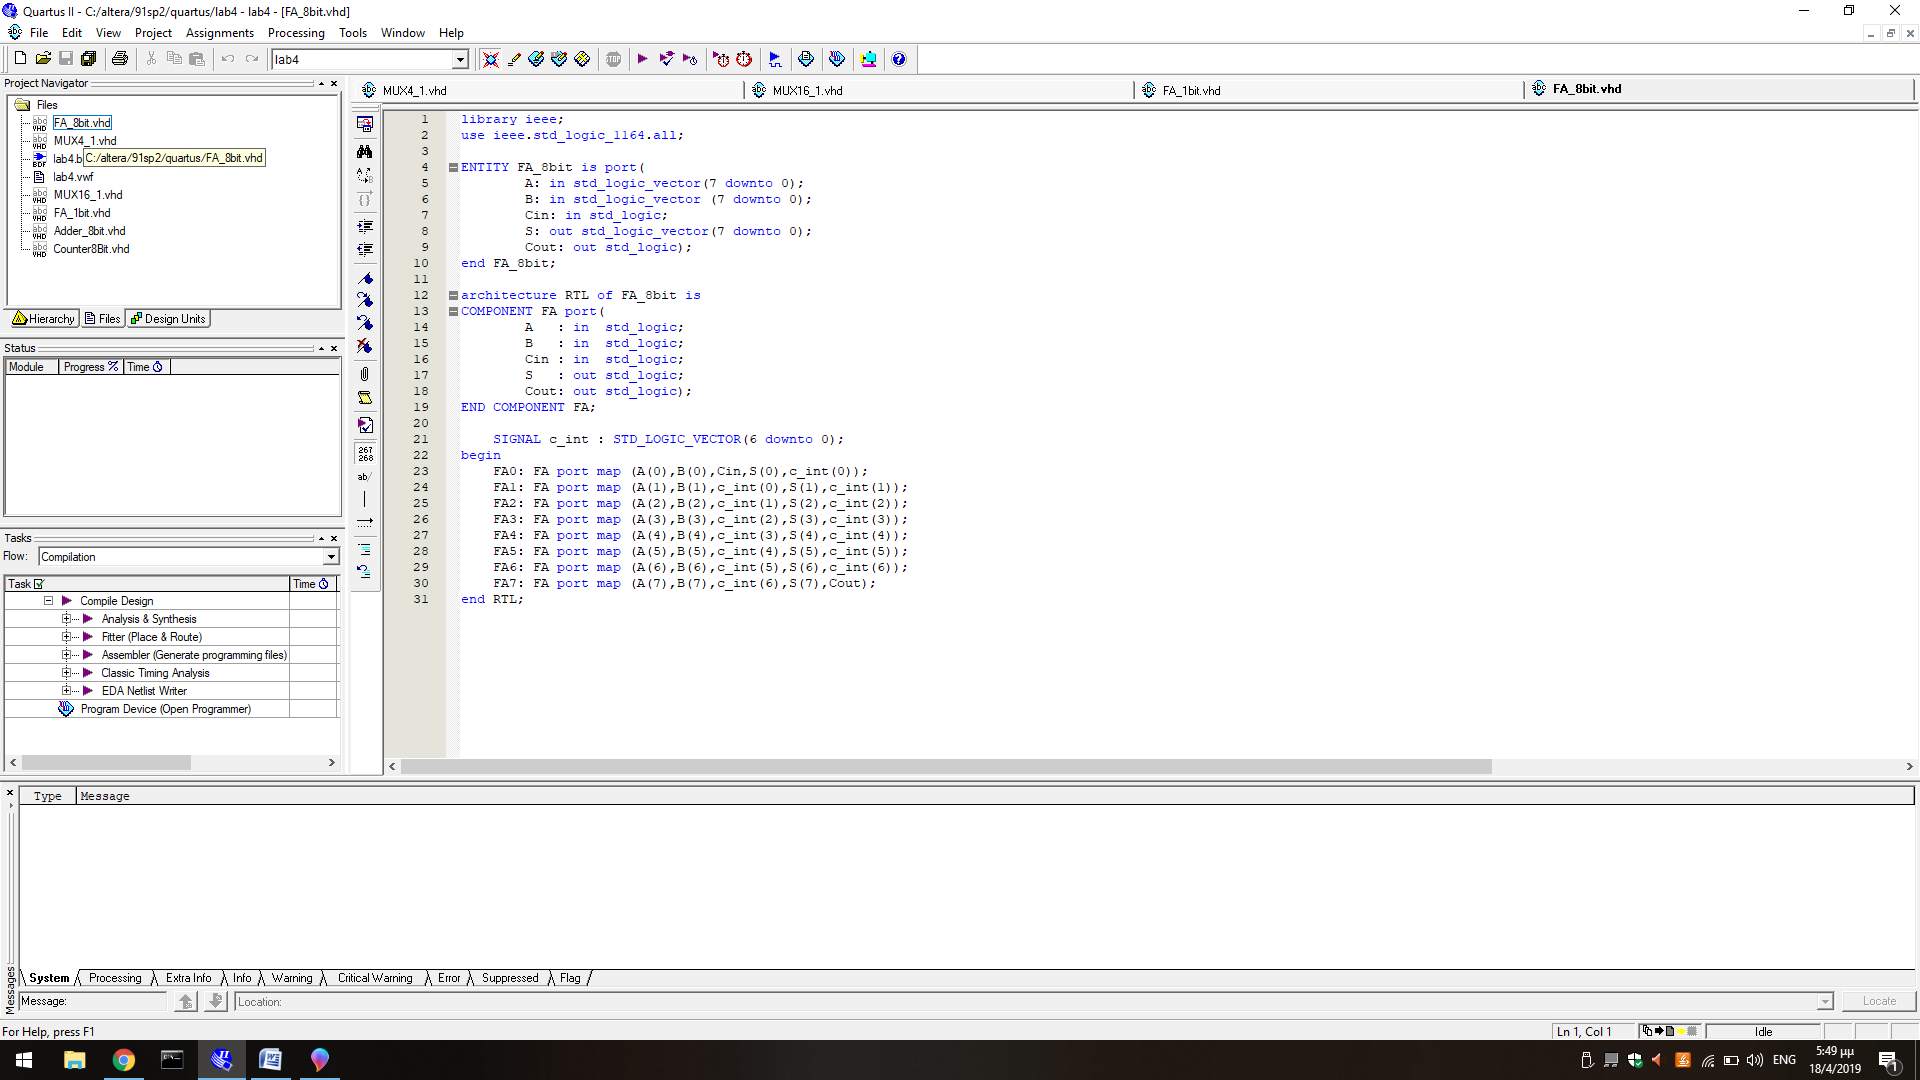 Quartus II - C:/altera/91sp2/quartus/lab4 - lab4 - [FA_8bit.vhd]
File Edit View Project Assignments Processing Tools Window Help
lab4
Project Navigator
Files
FA_8bit.vhd
MUX4_1.vhd
lab4.b
C:/altera/91sp2/quartus/FA_8bit.vhd
lab4.vwf
MUX16_1.vhd
FA_1bit.vhd
Adder_8bit.vhd
Counter8Bit.vhd
Hierarchy Files Design Units
Status
Module Progress % Time
Tasks
Flow: Compilation
Task Time
Compile Design
Analysis & Synthesis
Fitter (Place & Route)
Assembler (Generate programming files)
Classic Timing Analysis
EDA Netlist Writer
Program Device (Open Programmer)
MUX4_1.vhd MUX16_1.vhd FA_1bit.vhd FA_8bit.vhd
1 library ieee;
2 use ieee.std_logic_1164.all;
3
4 ENTITY FA_8bit is port(
5 A: in std_logic_vector(7 downto 0);
6 B: in std_logic_vector (7 downto 0);
7 Cin: in std_logic;
8 S: out std_logic_vector(7 downto 0);
9 Cout: out std_logic);
10 end FA_8bit;
11
12 architecture RTL of FA_8bit is
13 COMPONENT FA port(
14 A : in std_logic;
15 B : in std_logic;
16 Cin : in std_logic;
17 S : out std_logic;
18 Cout: out std_logic);
19 END COMPONENT FA;
20
21 SIGNAL c_int : STD_LOGIC_VECTOR(6 downto 0);
22 begin
23 FA0: FA port map (A(0),B(0),Cin,S(0),c_int(0));
24 FA1: FA port map (A(1),B(1),c_int(0),S(1),c_int(1));
25 FA2: FA port map (A(2),B(2),c_int(1),S(2),c_int(2));
26 FA3: FA port map (A(3),B(3),c_int(2),S(3),c_int(3));
27 FA4: FA port map (A(4),B(4),c_int(3),S(4),c_int(4));
28 FA5: FA port map (A(5),B(5),c_int(4),S(5),c_int(5));
29 FA6: FA port map (A(6),B(6),c_int(5),S(6),c_int(6));
30 FA7: FA port map (A(7),B(7),c_int(6),S(7),Cout);
31 end RTL;
267
268
ab/
Type Message
System Processing Extra Info Info Warning Critical Warning Error Suppressed Flag
Messages
Message: Location: Locate
For Help, press F1
Ln 1, Col 1 Idle
ENG
5:49 μμ
18/4/2019
1